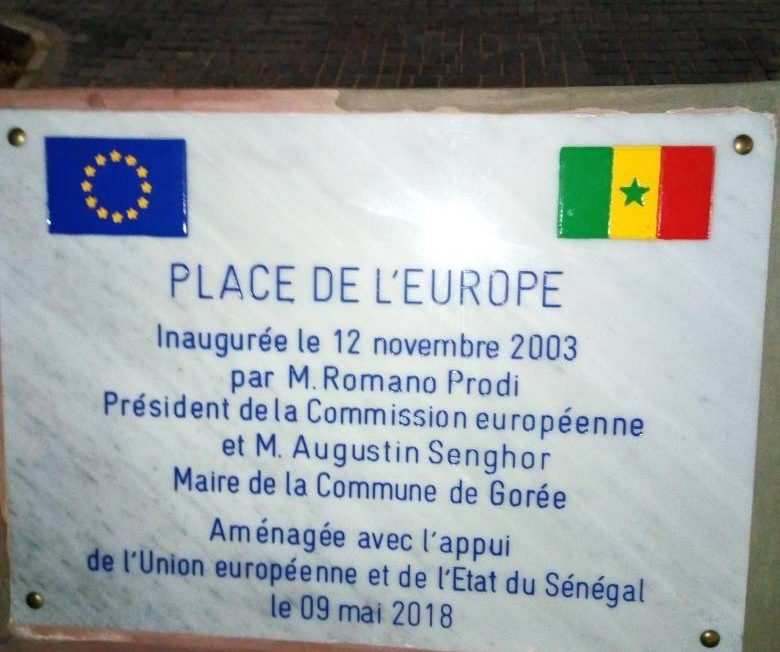 PLACE DE L'EUROPE
Inaugurée le 12 novembre 2003
par M. Romano Prodi
Président de la Commission européenne
et M. Augustin Senghor
Maire de la Commune de Gorée
Aménagée avec l'appui
de l'Union européenne et de l'Etat du Sénégal
le 09 mai 2018